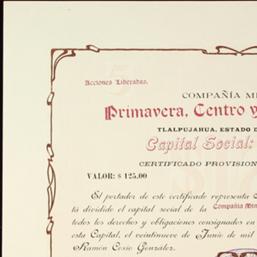 Acciones Liberadas.
COMPAÑÍA
Primavera, Centro y
TLALPUJAHUA, ESTADO
Capital Social:
CERTIFICADO PROVISION
VALOR: $ 125.00
El portador de este certificado representa
tá dividido el capital social de la Compañía Min
todos los derechos y obligaciones consignados en
esta Capital, el veintinueve de Junio de mil
Ramón Cosío González.